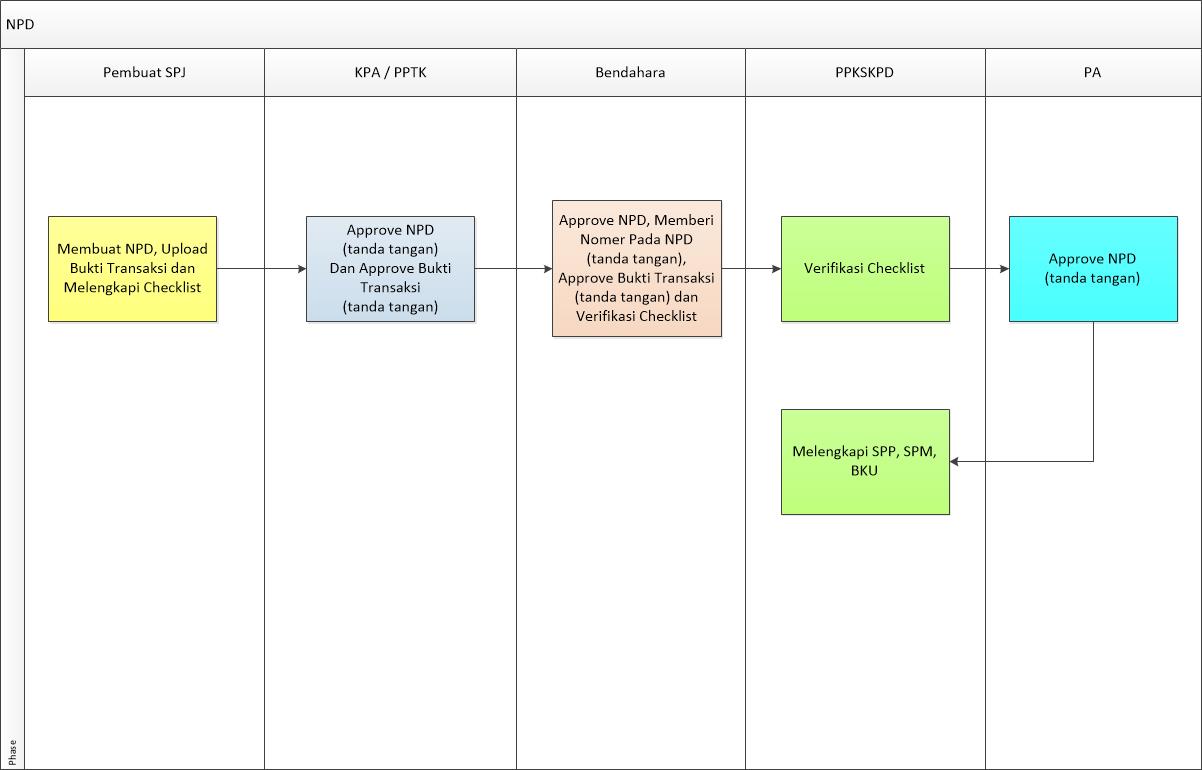 NPD
Pembuat SPJ
KPA / PPTK
Bendahara
PPKSKPD
PA
Membuat NPD, Upload
Bukti Transaksi dan
Melengkapi Checklist
Approve NPD
(tanda tangan)
Dan Approve Bukti
Transaksi
(tanda tangan)
Approve NPD, Memberi
Nomer Pada NPD
(tanda tangan),
Approve Bukti Transaksi
(tanda tangan) dan
Verifikasi Checklist
Verifikasi Checklist
Approve NPD
(tanda tangan)
Melengkapi SPP, SPM,
BKU
Phase